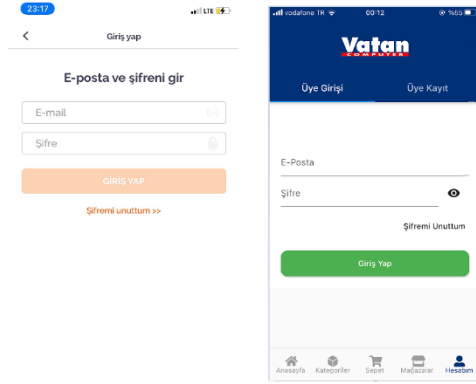 23:17
LTE
Giriş yap
E-posta ve şifreni gir
E-mail
Şifre
GİRİŞ YAP
Şifremi unuttum >>
vodafone TR 00:12 %55
Vatan
COMPUTER
Üye Girişi Üye Kayıt
E-Posta
Şifre
Şifremi Unuttum
Giriş Yap
Anasayfa Kategoriler Sepet Mağazalar Hesabım